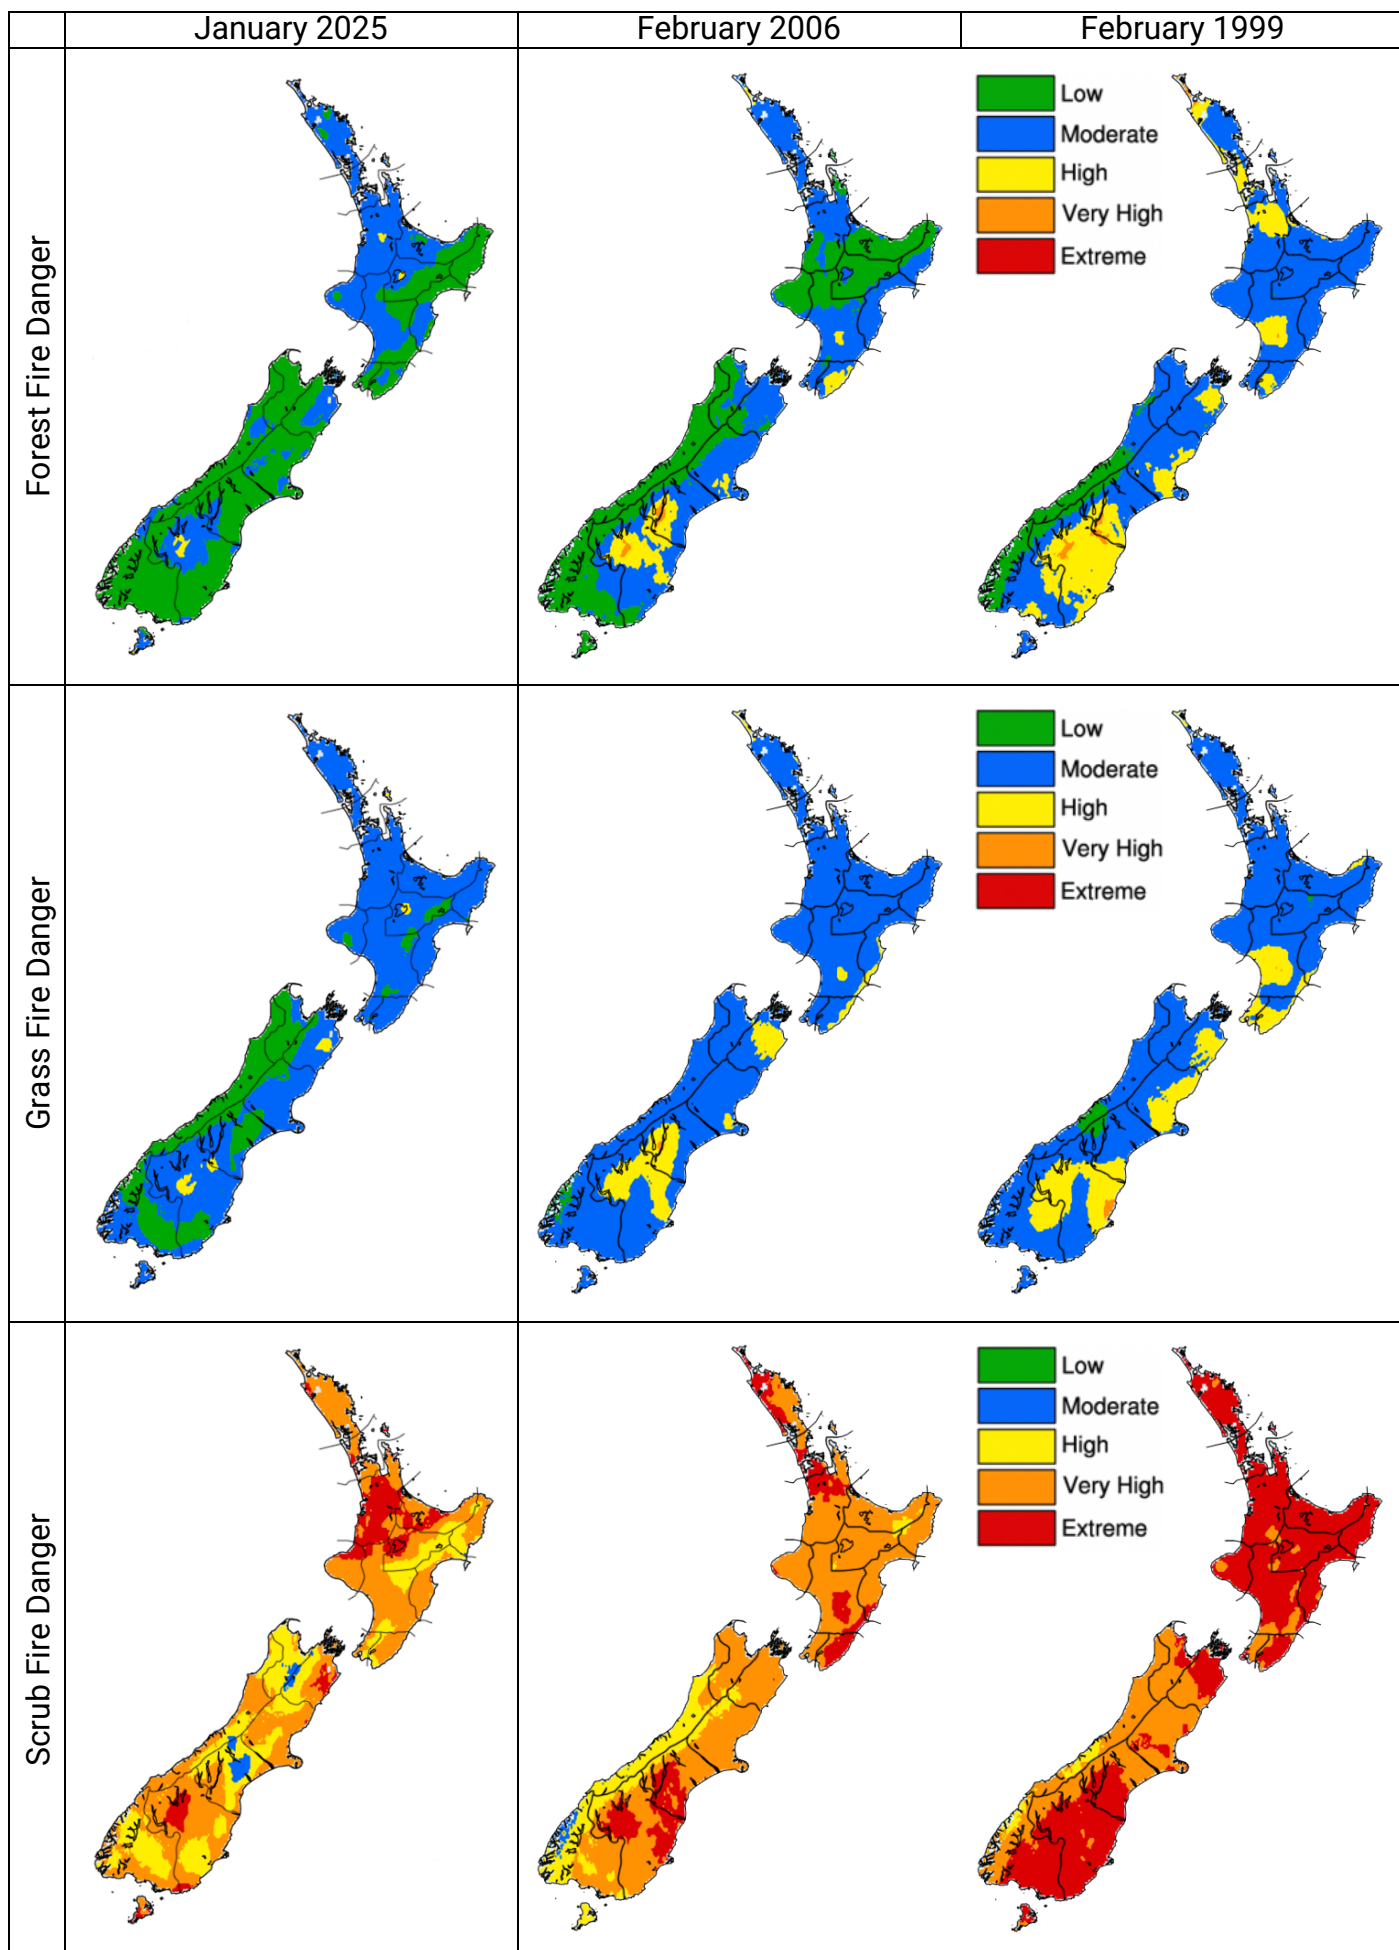 January 2025
February 2006
February 1999
Forest Fire Danger
Low
Moderate
High
Very High
Extreme
Grass Fire Danger
Low
Moderate
High
Very High
Extreme
Scrub Fire Danger
Low
Moderate
High
Very High
Extreme